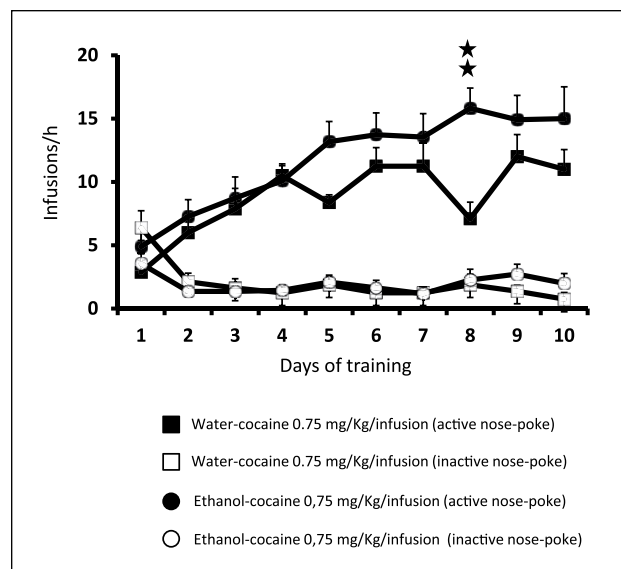 ★
★
20
15
10
5
0
Infusions/h
1 2 3 4 5 6 7 8 9 10
Days of training
Water-cocaine 0.75 mg/Kg/infusion (active nose-poke)
Water-cocaine 0.75 mg/Kg/infusion (inactive nose-poke)
Ethanol-cocaine 0,75 mg/Kg/infusion (active nose-poke)
Ethanol-cocaine 0,75 mg/Kg/infusion (inactive nose-poke)